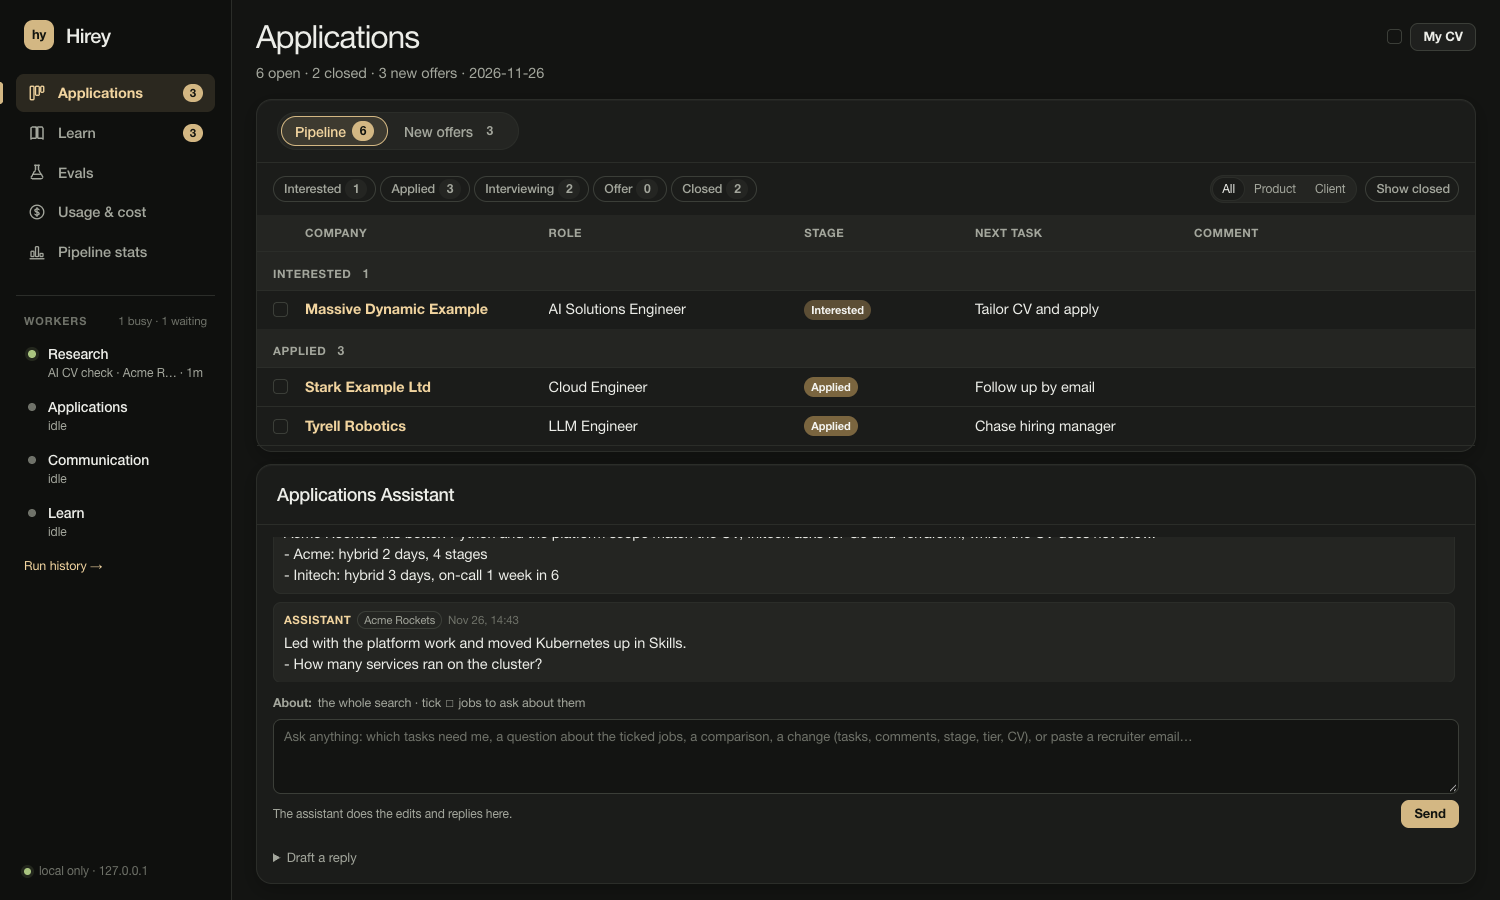 hy Hirey
Applications 3
Learn 3
Evals
Usage & cost
Pipeline stats
WORKERS 1 busy · 1 waiting
Research
AI CV check · Acme R… · 1m
Applications
idle
Communication
idle
Learn
idle
Run history →
local only · 127.0.0.1
Applications
My CV
6 open · 2 closed · 3 new offers · 2026-11-26
Pipeline 6 New offers 3
Interested 1 Applied 3 Interviewing 2 Offer 0 Closed 2 All Product Client Show closed
COMPANY ROLE STAGE NEXT TASK COMMENT
INTERESTED 1
Massive Dynamic Example AI Solutions Engineer Interested Tailor CV and apply
APPLIED 3
Stark Example Ltd Cloud Engineer Applied Follow up by email
Tyrell Robotics LLM Engineer Applied Chase hiring manager
Applications Assistant
- Acme: hybrid 2 days, 4 stages
- Initech: hybrid 3 days, on-call 1 week in 6
ASSISTANT Acme Rockets Nov 26, 14:43
Led with the platform work and moved Kubernetes up in Skills.
- How many services ran on the cluster?
About: the whole search · tick □ jobs to ask about them
Ask anything: which tasks need me, a question about the ticked jobs, a comparison, a change (tasks, comments, stage, tier, CV), or paste a recruiter email…
The assistant does the edits and replies here.
Send
▶ Draft a reply